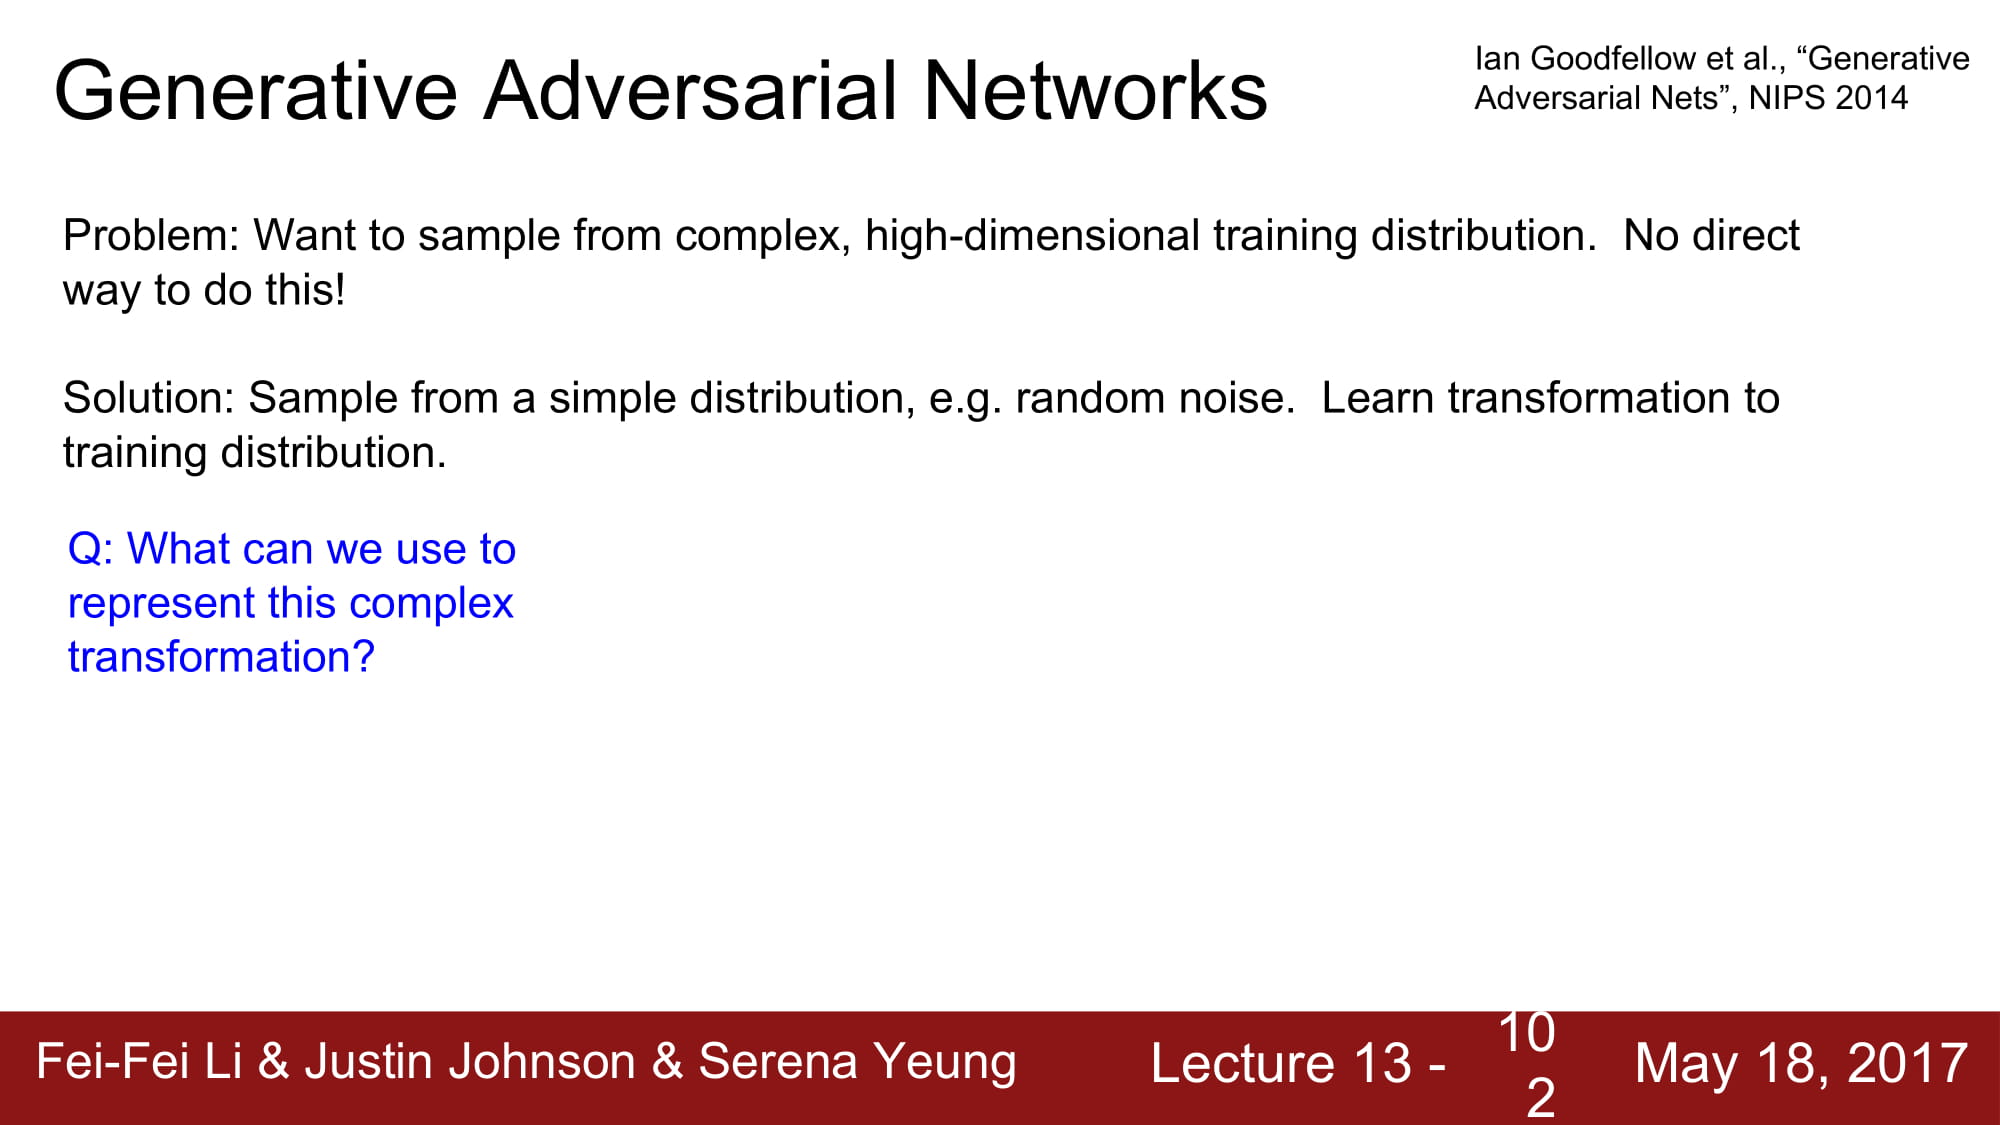 Generative Adversarial Networks
Ian Goodfellow et al., “Generative
Adversarial Nets”, NIPS 2014
Problem: Want to sample from complex, high-dimensional training distribution.  No direct
way to do this!
Solution: Sample from a simple distribution, e.g. random noise.  Learn transformation to
training distribution.
Q: What can we use to
represent this complex
transformation?
Fei-Fei Li & Justin Johnson & Serena Yeung
Lecture 13 -
10
2
May 18, 2017